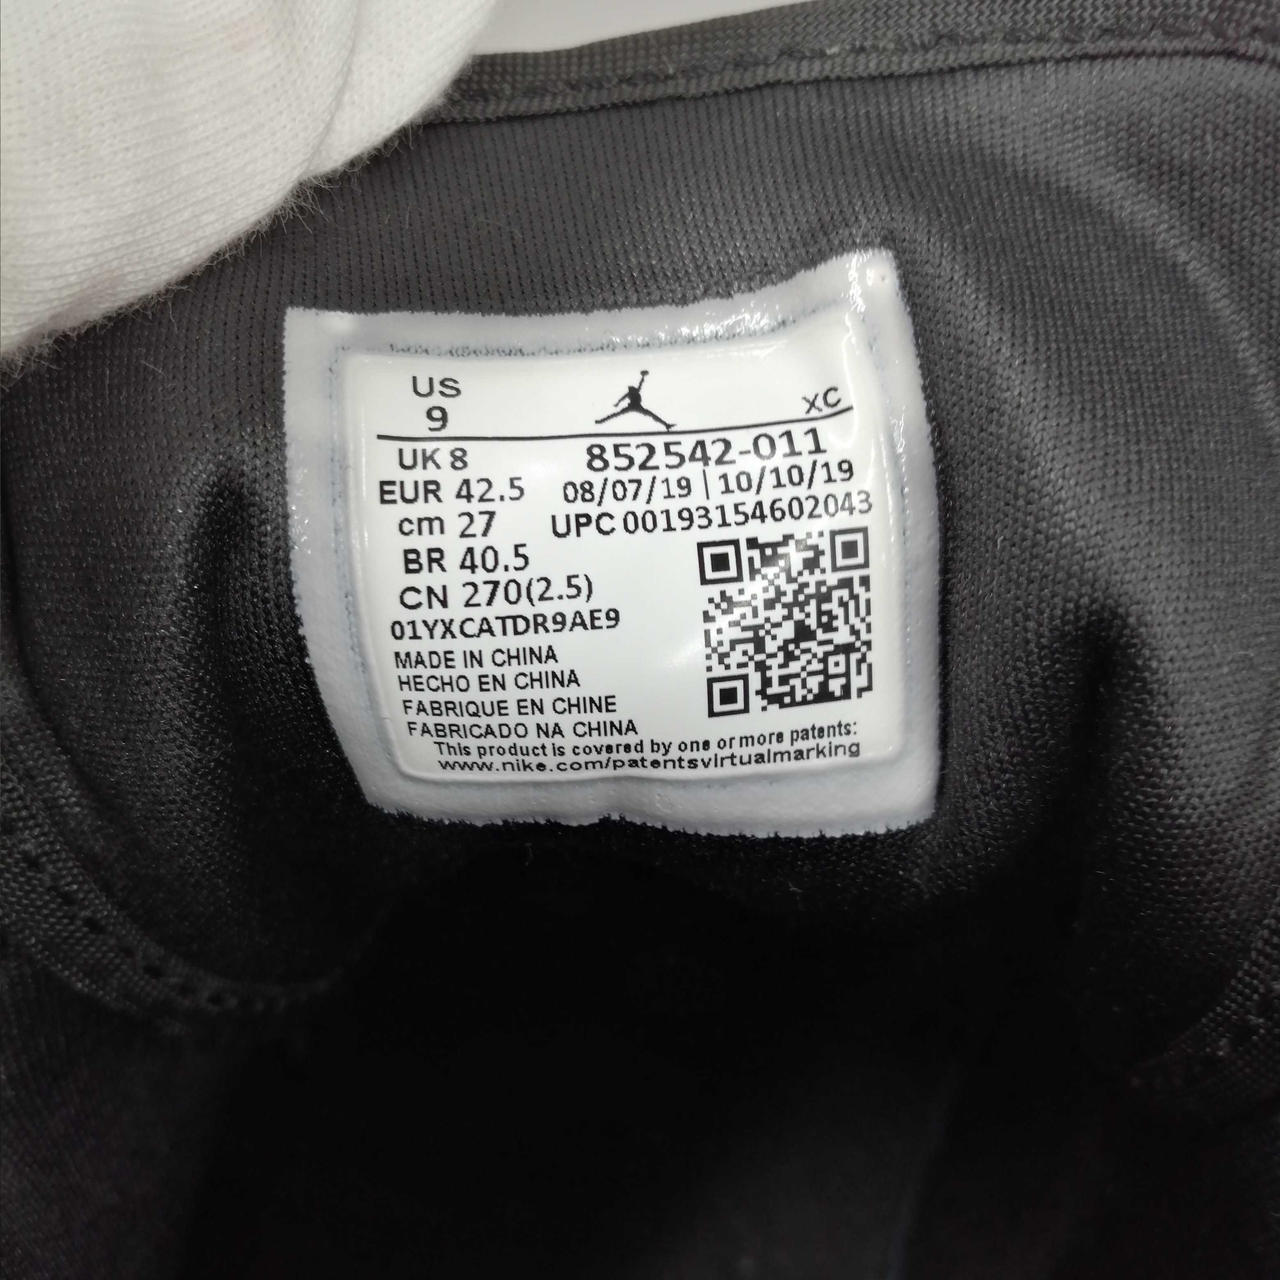 US
9
XC
UK 8
852542-011
EUR 42.5
08/07/19 | 10/10/19
cm 27
UPC 00193154602043
BR 40.5
CN 270(2.5)
01YXCATDR9AE9
MADE IN CHINA
HECHO EN CHINA
FABRIQUE EN CHINE
FABRICADO NA CHINA
This product is covered by one or more patents:
www.nike.com/patentsvirtualmarking